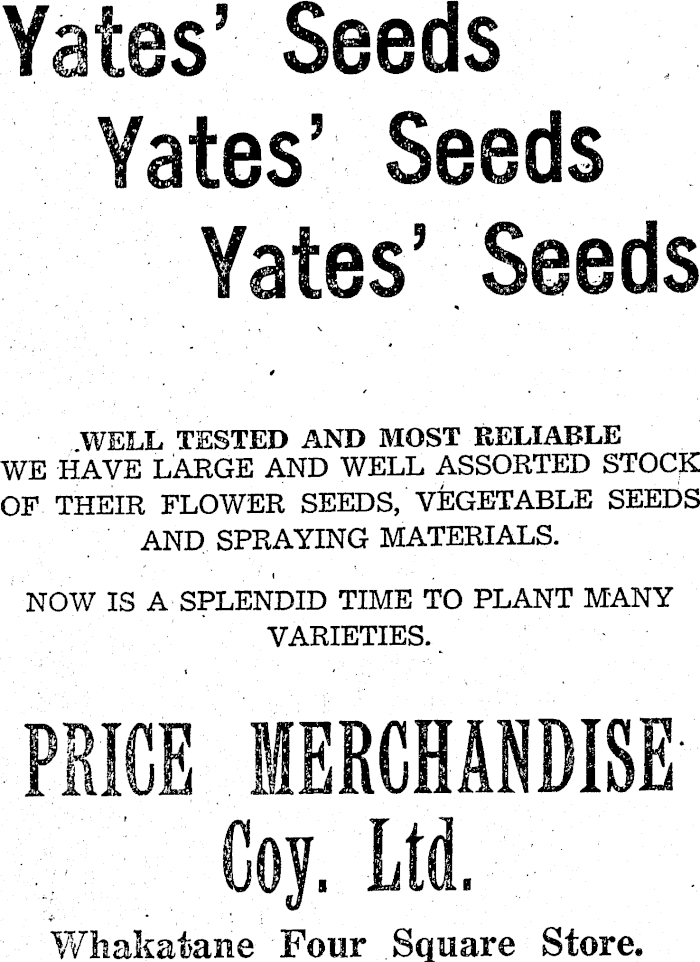 Yates' Seeds
Yates' Seeds
Yates' Seeds
WELL TESTED AND MOST RELIABLE
WE HAVE LARGE AND WELL ASSORTED STOCK
OF THEIR FLOWER SEEDS, VEGETABLE SEEDS
AND SPRAYING MATERIALS.
NOW IS A SPLENDID TIME TO PLANT MANY
VARIETIES.
PRICE MERCHANDISE
Coy. Ltd.
Whakatane Four Square Store.